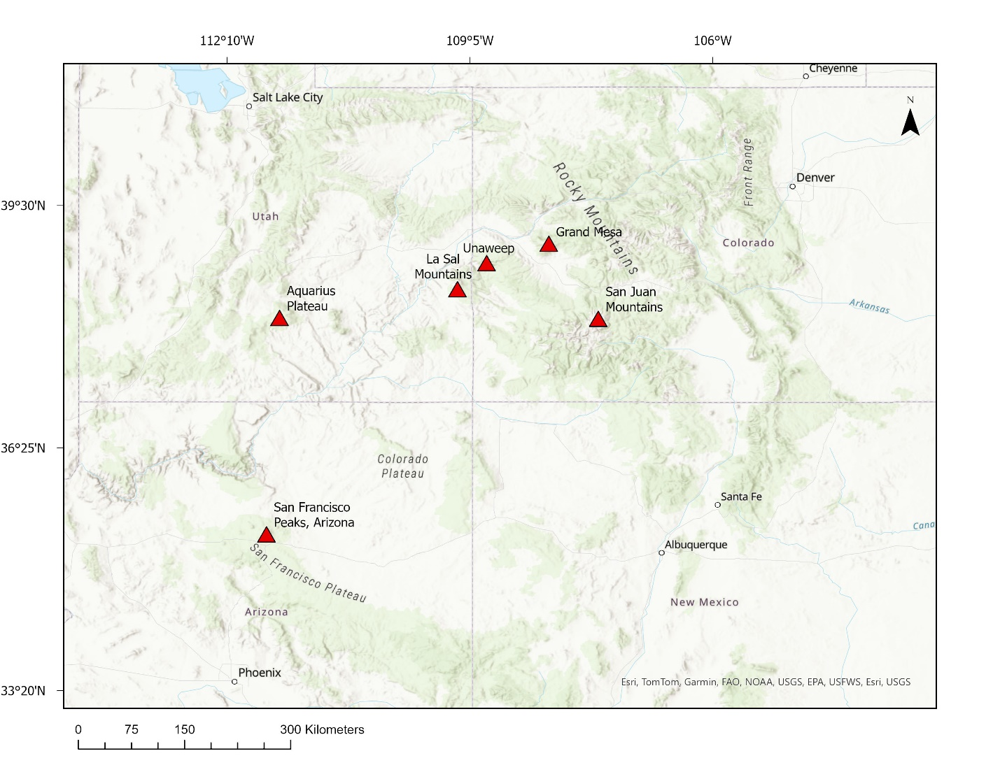 112°10'W
109°5'W
106°W
Cheyenne
Salt Lake City
N
Front Range
Rocky Mountains
Denver
39°30'N
Utah
Grand Mesa
Colorado
Unaweep
La Sal
Mountains
Aquarius
Plateau
San Juan
Mountains
Arkansas
36°25'N
Colorado
Plateau
Santa Fe
San Francisco
Peaks, Arizona
Cana
Albuquerque
San Francisco Plateau
New Mexico
Arizona
Phoenix
Esri, TomTom, Garmin, FAO, NOAA, USGS, EPA, USFWS, Esri, USGS
33°20'N
0 75 150 300 Kilometers